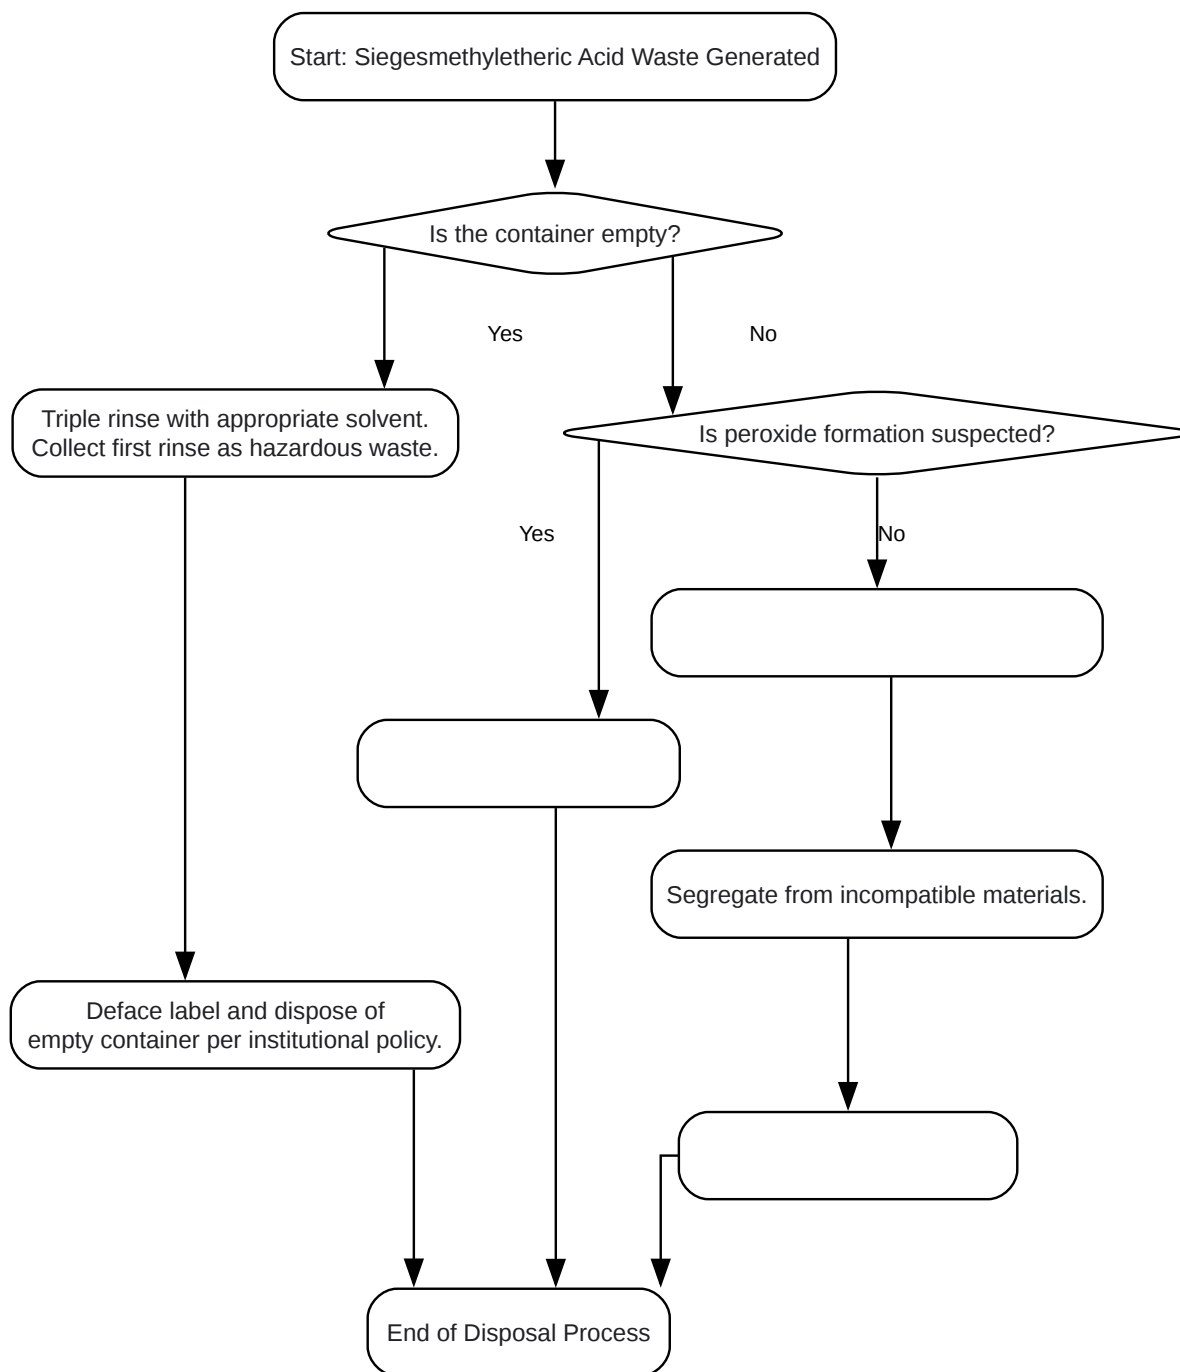 Start: Siegesmethyletheric Acid Waste Generated
Is the container empty?
Yes
No
Triple rinse with appropriate solvent.
Collect first rinse as hazardous waste.
Is peroxide formation suspected?
Yes
No
Segregate from incompatible materials.
Deface label and dispose of
empty container per institutional policy.
End of Disposal Process